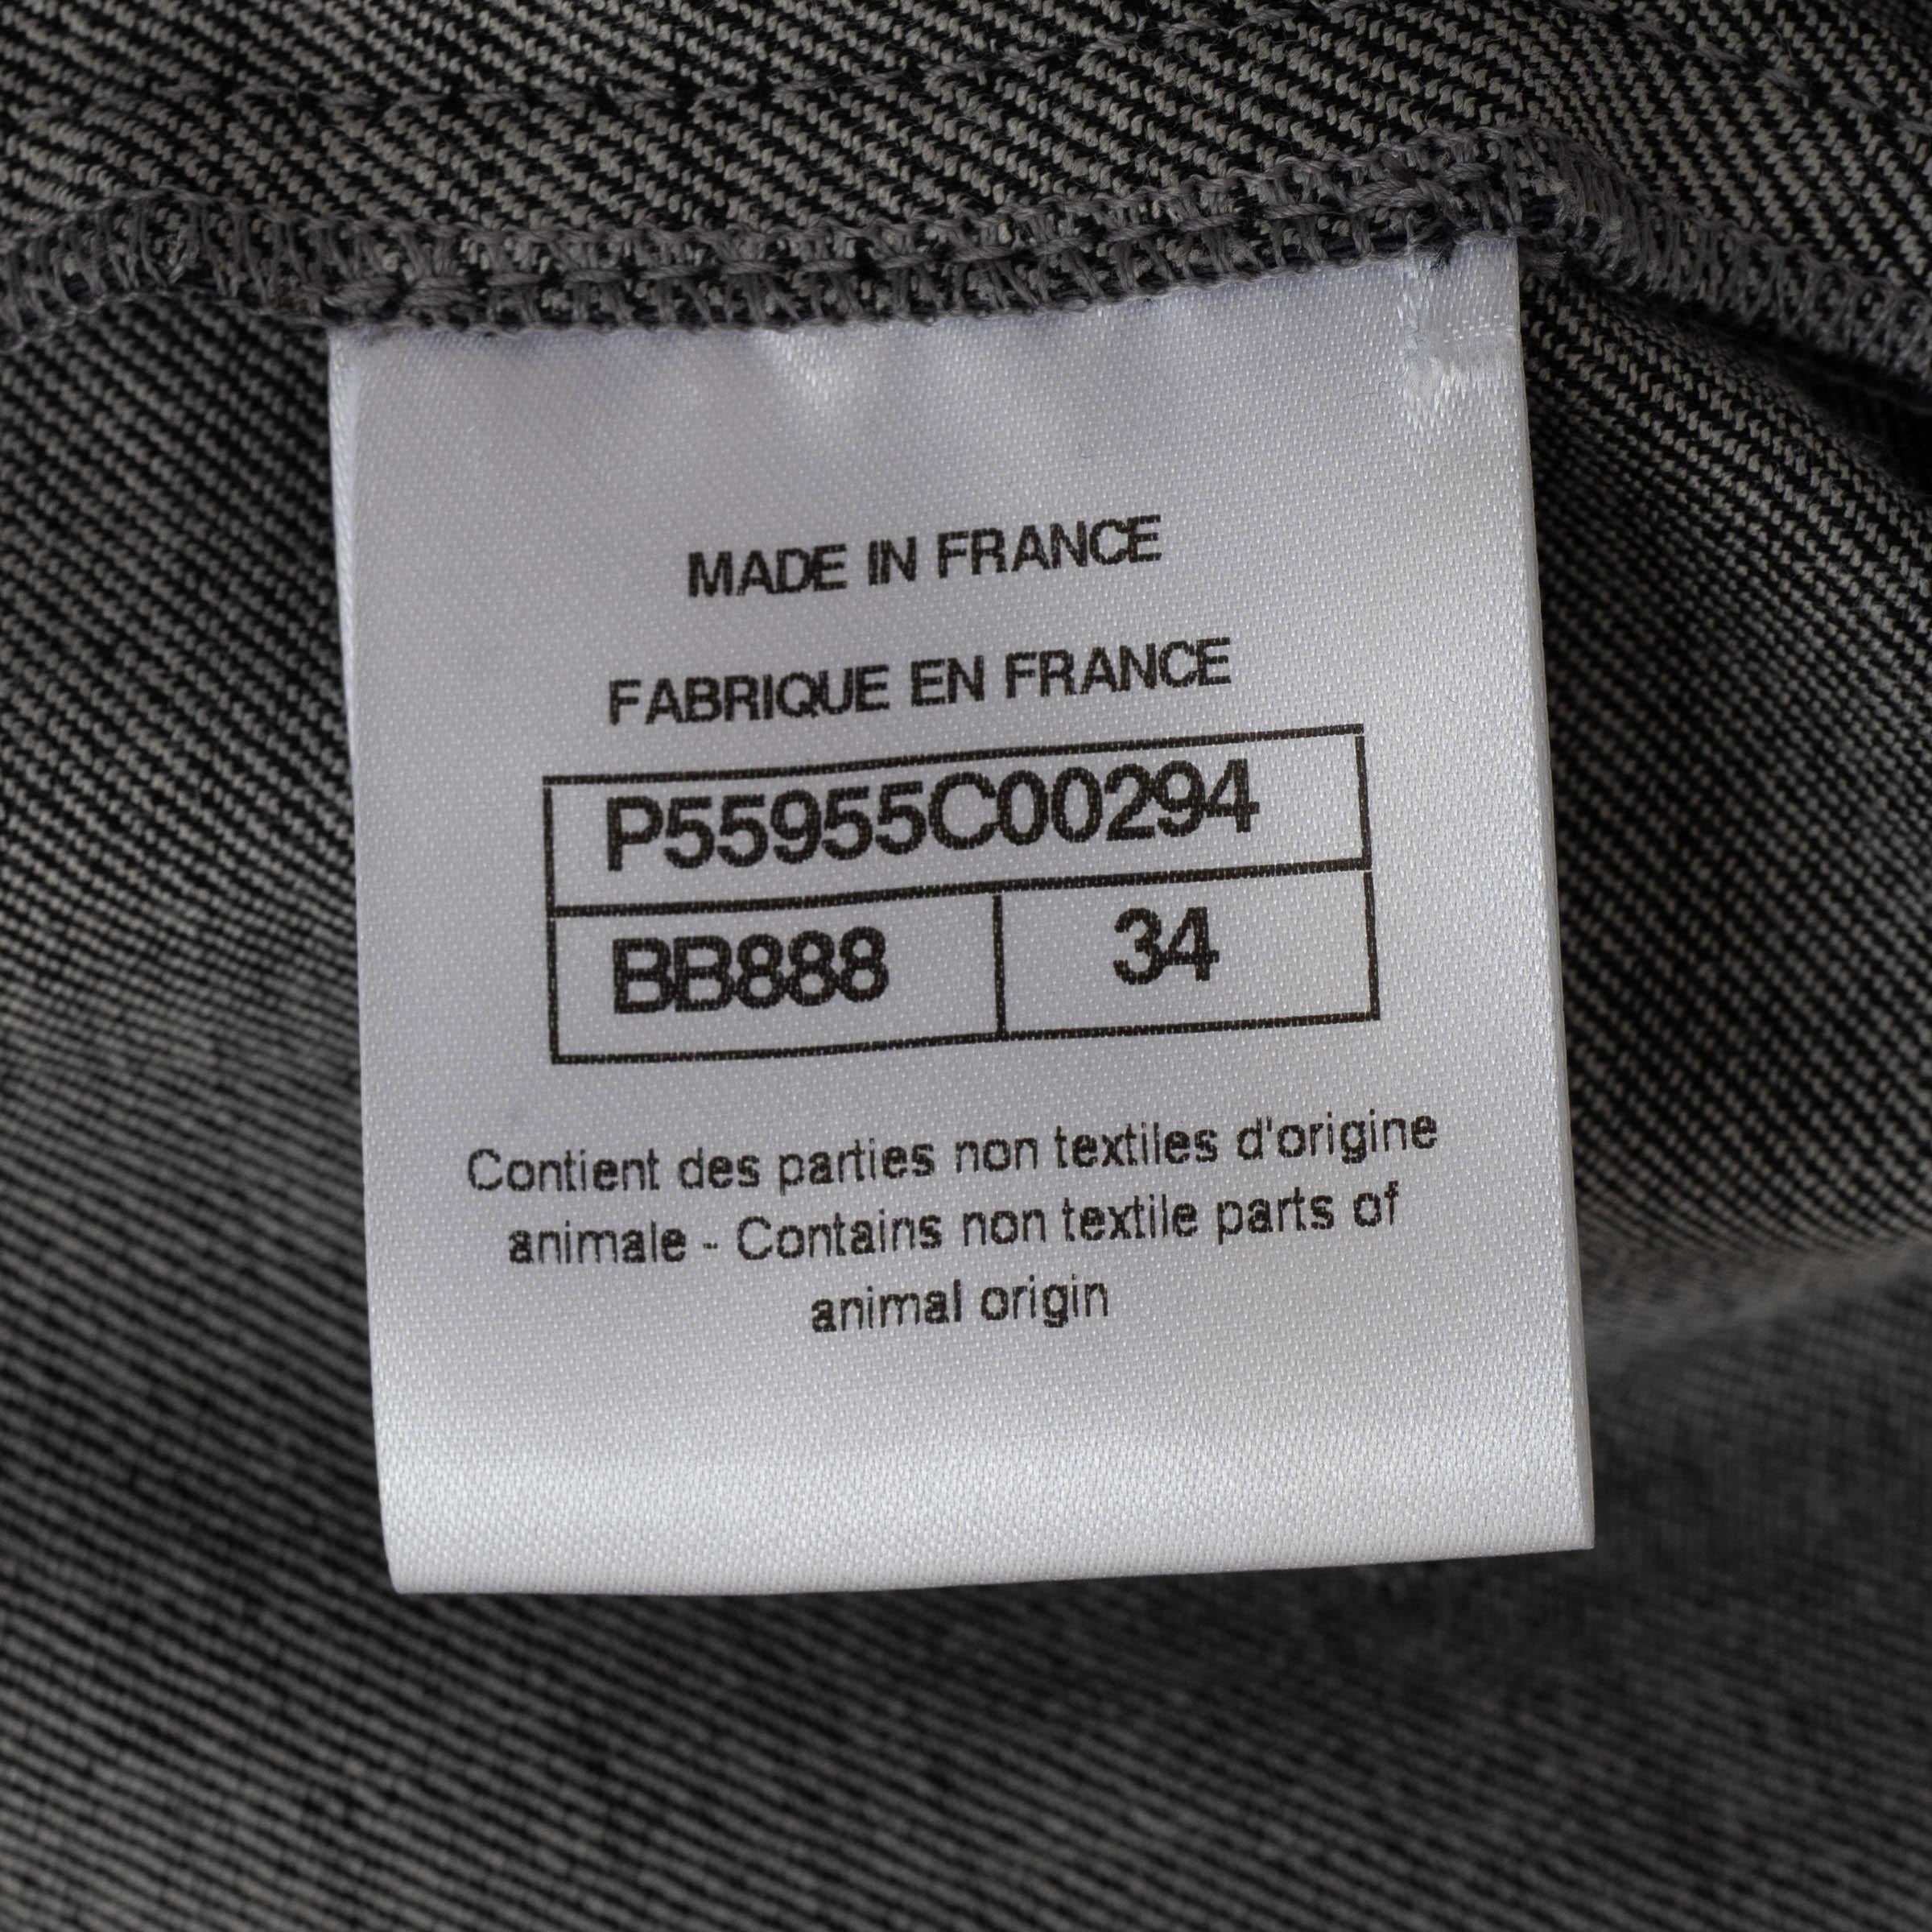 MADE IN FRANCE
FABRIQUE EN FRANCE
P55955C00294
BB888 34
Contient des parties non textiles d'origine
animale - Contains non textile parts of
animal origin